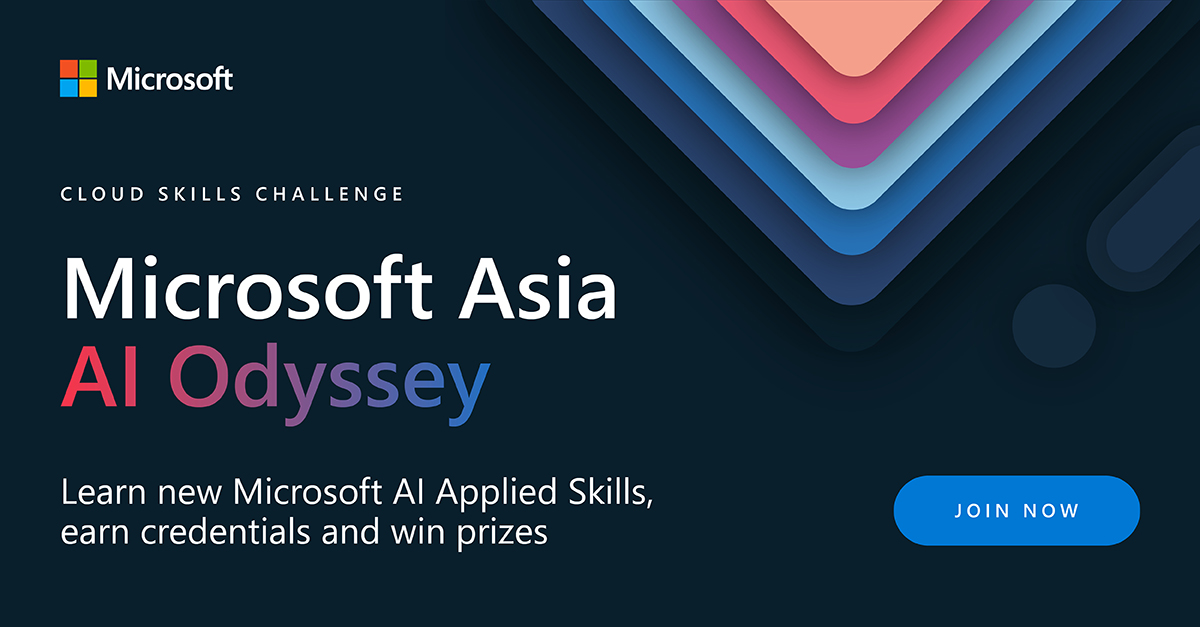 Microsoft
CLOUD SKILLS CHALLENGE
Microsoft Asia
AI Odyssey
Learn new Microsoft AI Applied Skills,
earn credentials and win prizes
JOIN NOW